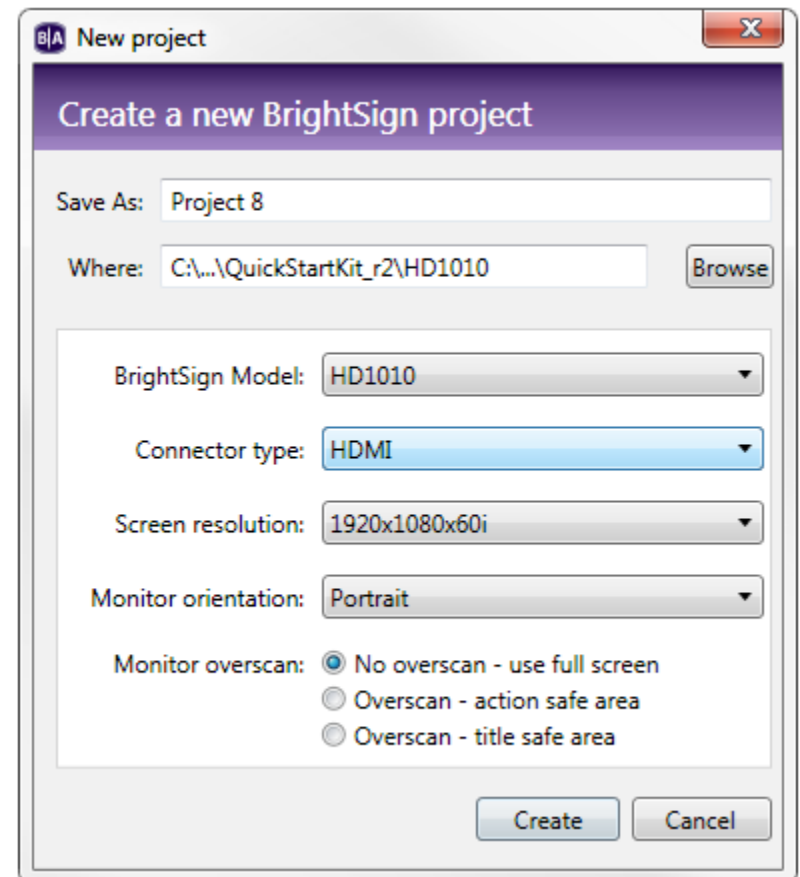 B|A New project
Create a new BrightSign project
Save As: Project 8
Where: C:\...\QuickStartKit_r2\HD1010 Browse
BrightSign Model: HD1010
Connector type: HDMI
Screen resolution: 1920x1080x60i
Monitor orientation: Portrait
Monitor overscan: No overscan - use full screen
Overscan - action safe area
Overscan - title safe area
Create Cancel